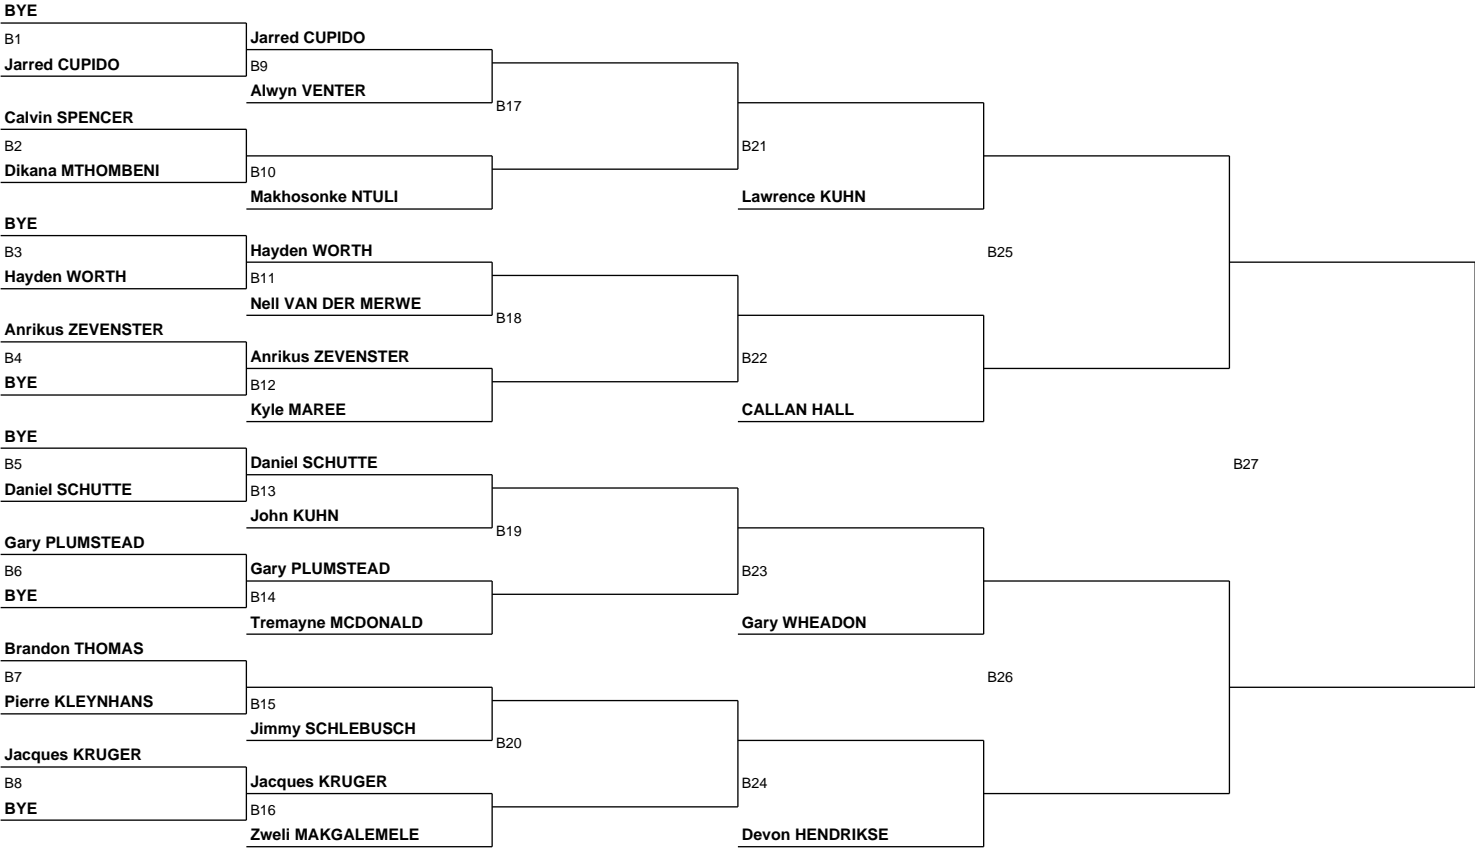 BYE
B1
Jarred CUPIDO
Calvin SPENCER
B2
Dikana MTHOMBENI
BYE
B3
Hayden WORTH
Anrikus ZEVENSTER
B4
BYE
BYE
B5
Daniel SCHUTTE
Gary PLUMSTEAD
B6
BYE
Brandon THOMAS
B7
Pierre KLEYNHANS
Jacques KRUGER
B8
BYE
Jarred CUPIDO
B9
Alwyn VENTER
B10
Makhosonke NTULI
Hayden WORTH
B11
Nell VAN DER MERWE
Anrikus ZEVENSTER
B12
Kyle MAREE
Daniel SCHUTTE
B13
John KUHN
Gary PLUMSTEAD
B14
Tremayne MCDONALD
B15
Jimmy SCHLEBUSCH
Jacques KRUGER
B16
Zweli MAKGALEMELE
B17
B18
B19
B20
B21
Lawrence KUHN
B22
CALLAN HALL
B23
Gary WHEADON
B24
Devon HENDRIKSE
B25
B26
B27